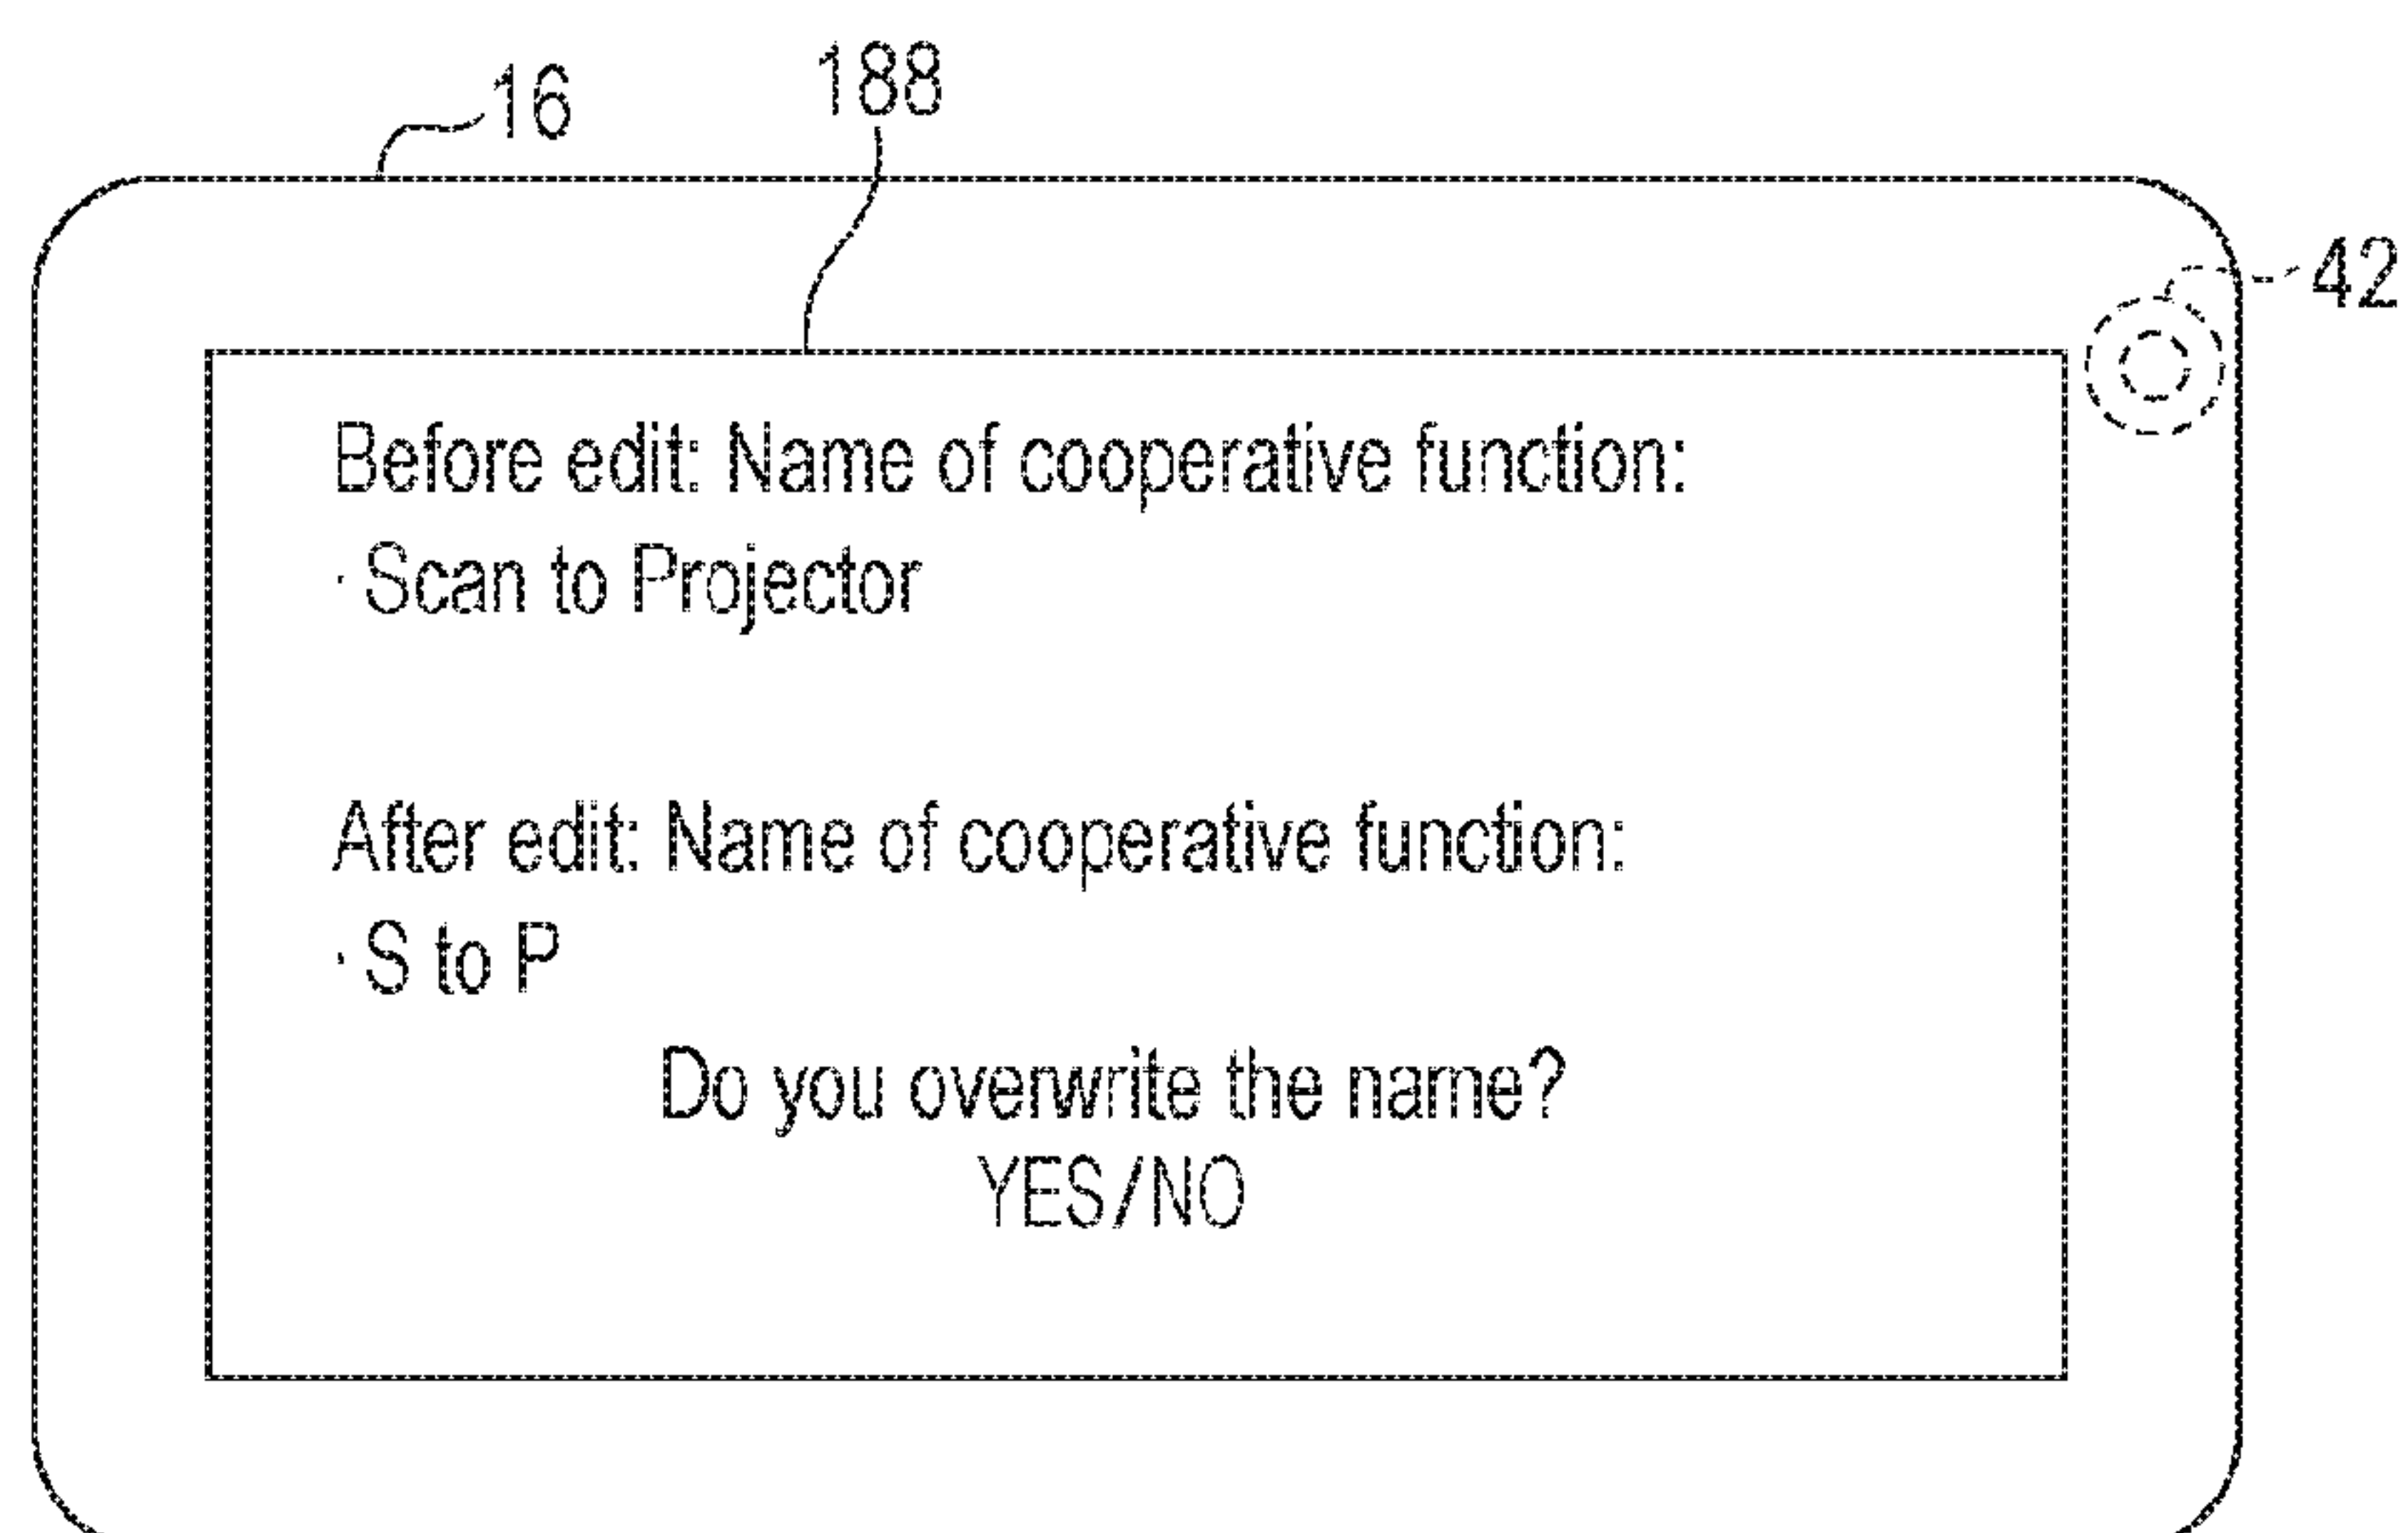 16
188
42
Before edit: Name of cooperative function:
· Scan to Projector
After edit: Name of cooperative function:
· S to P
Do you overwrite the name?
YES/NO